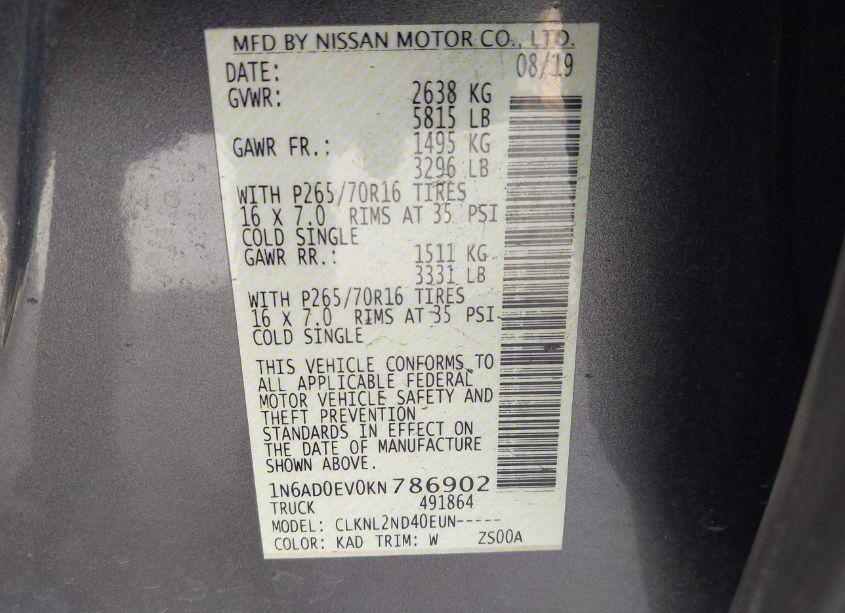 MFD BY NISSAN MOTOR CO., LTD.
DATE: 08/19
GVWR: 2638 KG
5815 LB
GAWR FR.: 1495 KG
3296 LB
WITH P265/70R16 TIRES
16 X 7.0 RIMS AT 35 PSI
COLD SINGLE
GAWR RR.: 1511 KG
3331 LB
WITH P265/70R16 TIRES
16 X 7.0 RIMS AT 35 PSI
COLD SINGLE
THIS VEHICLE CONFORMS TO
ALL APPLICABLE FEDERAL
MOTOR VEHICLE SAFETY AND
THEFT PREVENTION
STANDARDS IN EFFECT ON
THE DATE OF MANUFACTURE
SHOWN ABOVE.
1N6AD0EV0KN786902
TRUCK 491864
MODEL: CLKNL2ND40EUN-----
COLOR: KAD TRIM: W ZS00A